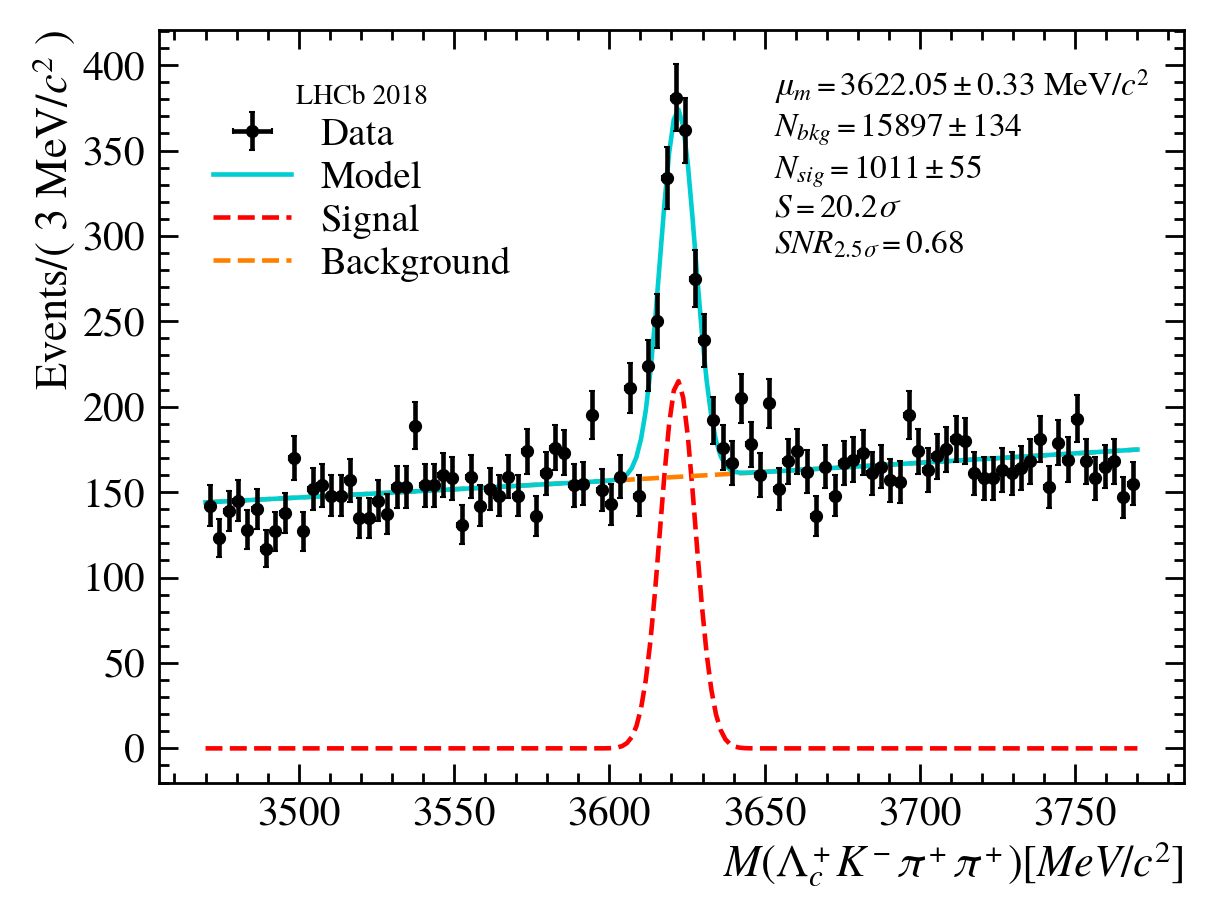 Events/( 3 MeV/c² )
400
350
300
250
200
150
100
50
0
LHCb 2018
Data
Model
Signal
Background
μ_m = 3622.05 ± 0.33 MeV/c²
N_bkg = 15897 ± 134
N_sig = 1011 ± 55
S = 20.2σ
SNR_2.5σ = 0.68
3500 3550 3600 3650 3700 3750
M(Λ_c⁺K⁻π⁺π⁺)[MeV/c²]